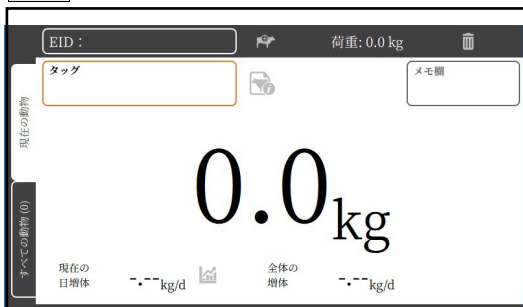 EID：
荷重: 0.0 kg
タッグ
メモ欄
現在の動物
すべての動物 (0)
0.0kg
現在の
日増体
-.--kg/d
全体の
増体
-.--kg/d